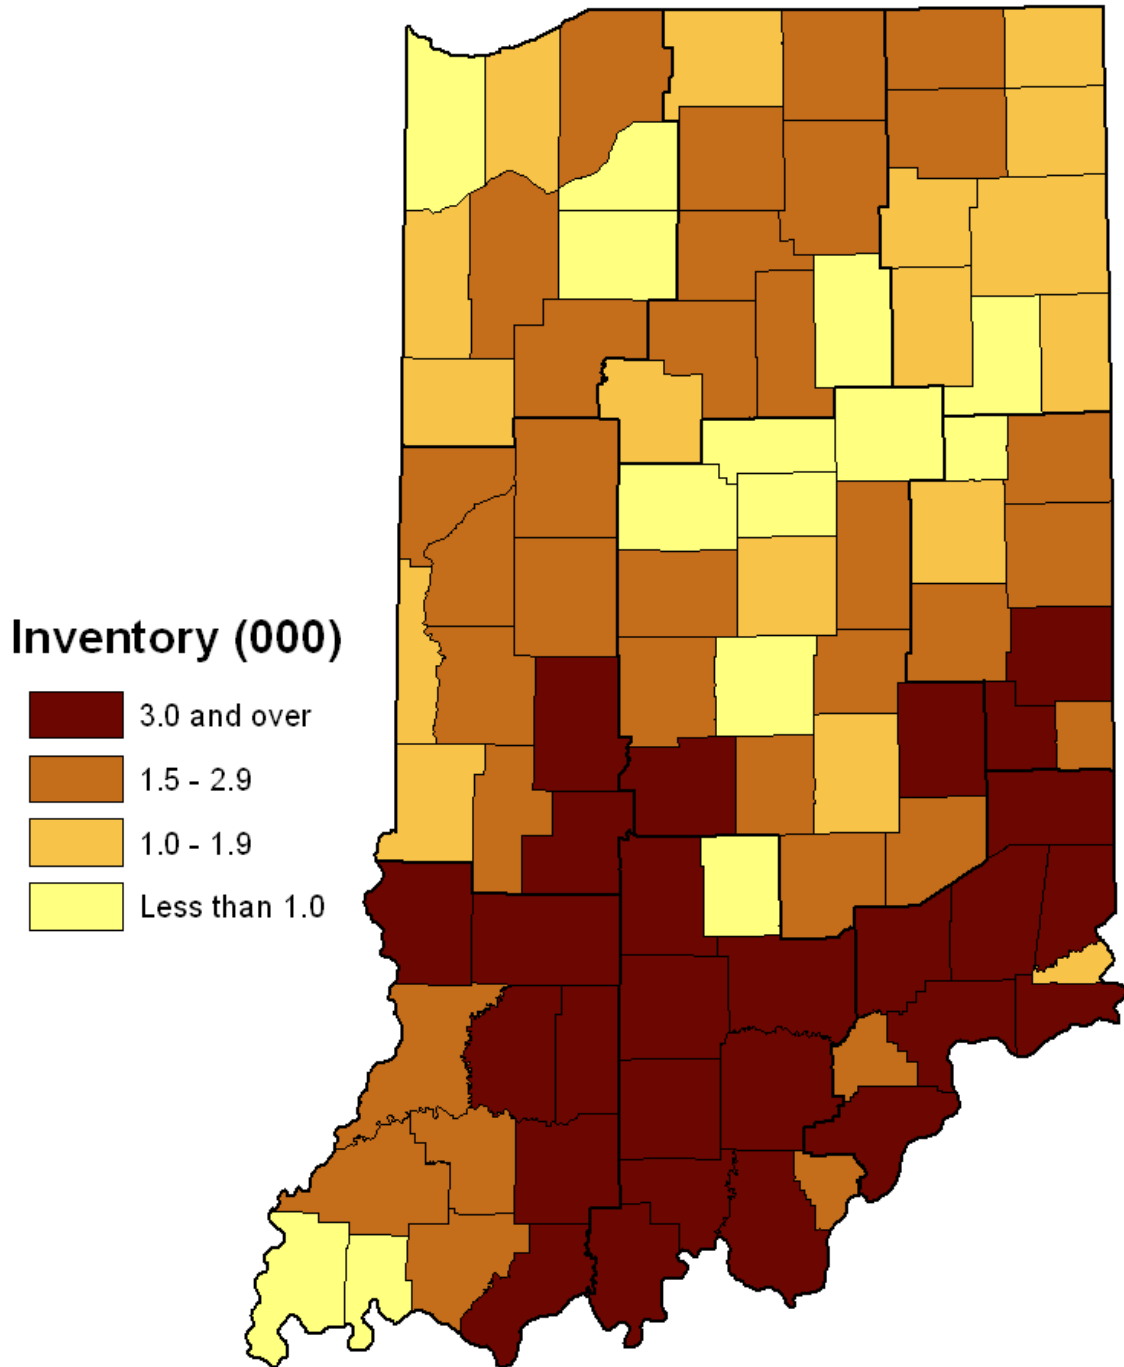 Inventory (000)
3.0 and over
1.5 - 2.9
1.0 - 1.9
Less than 1.0